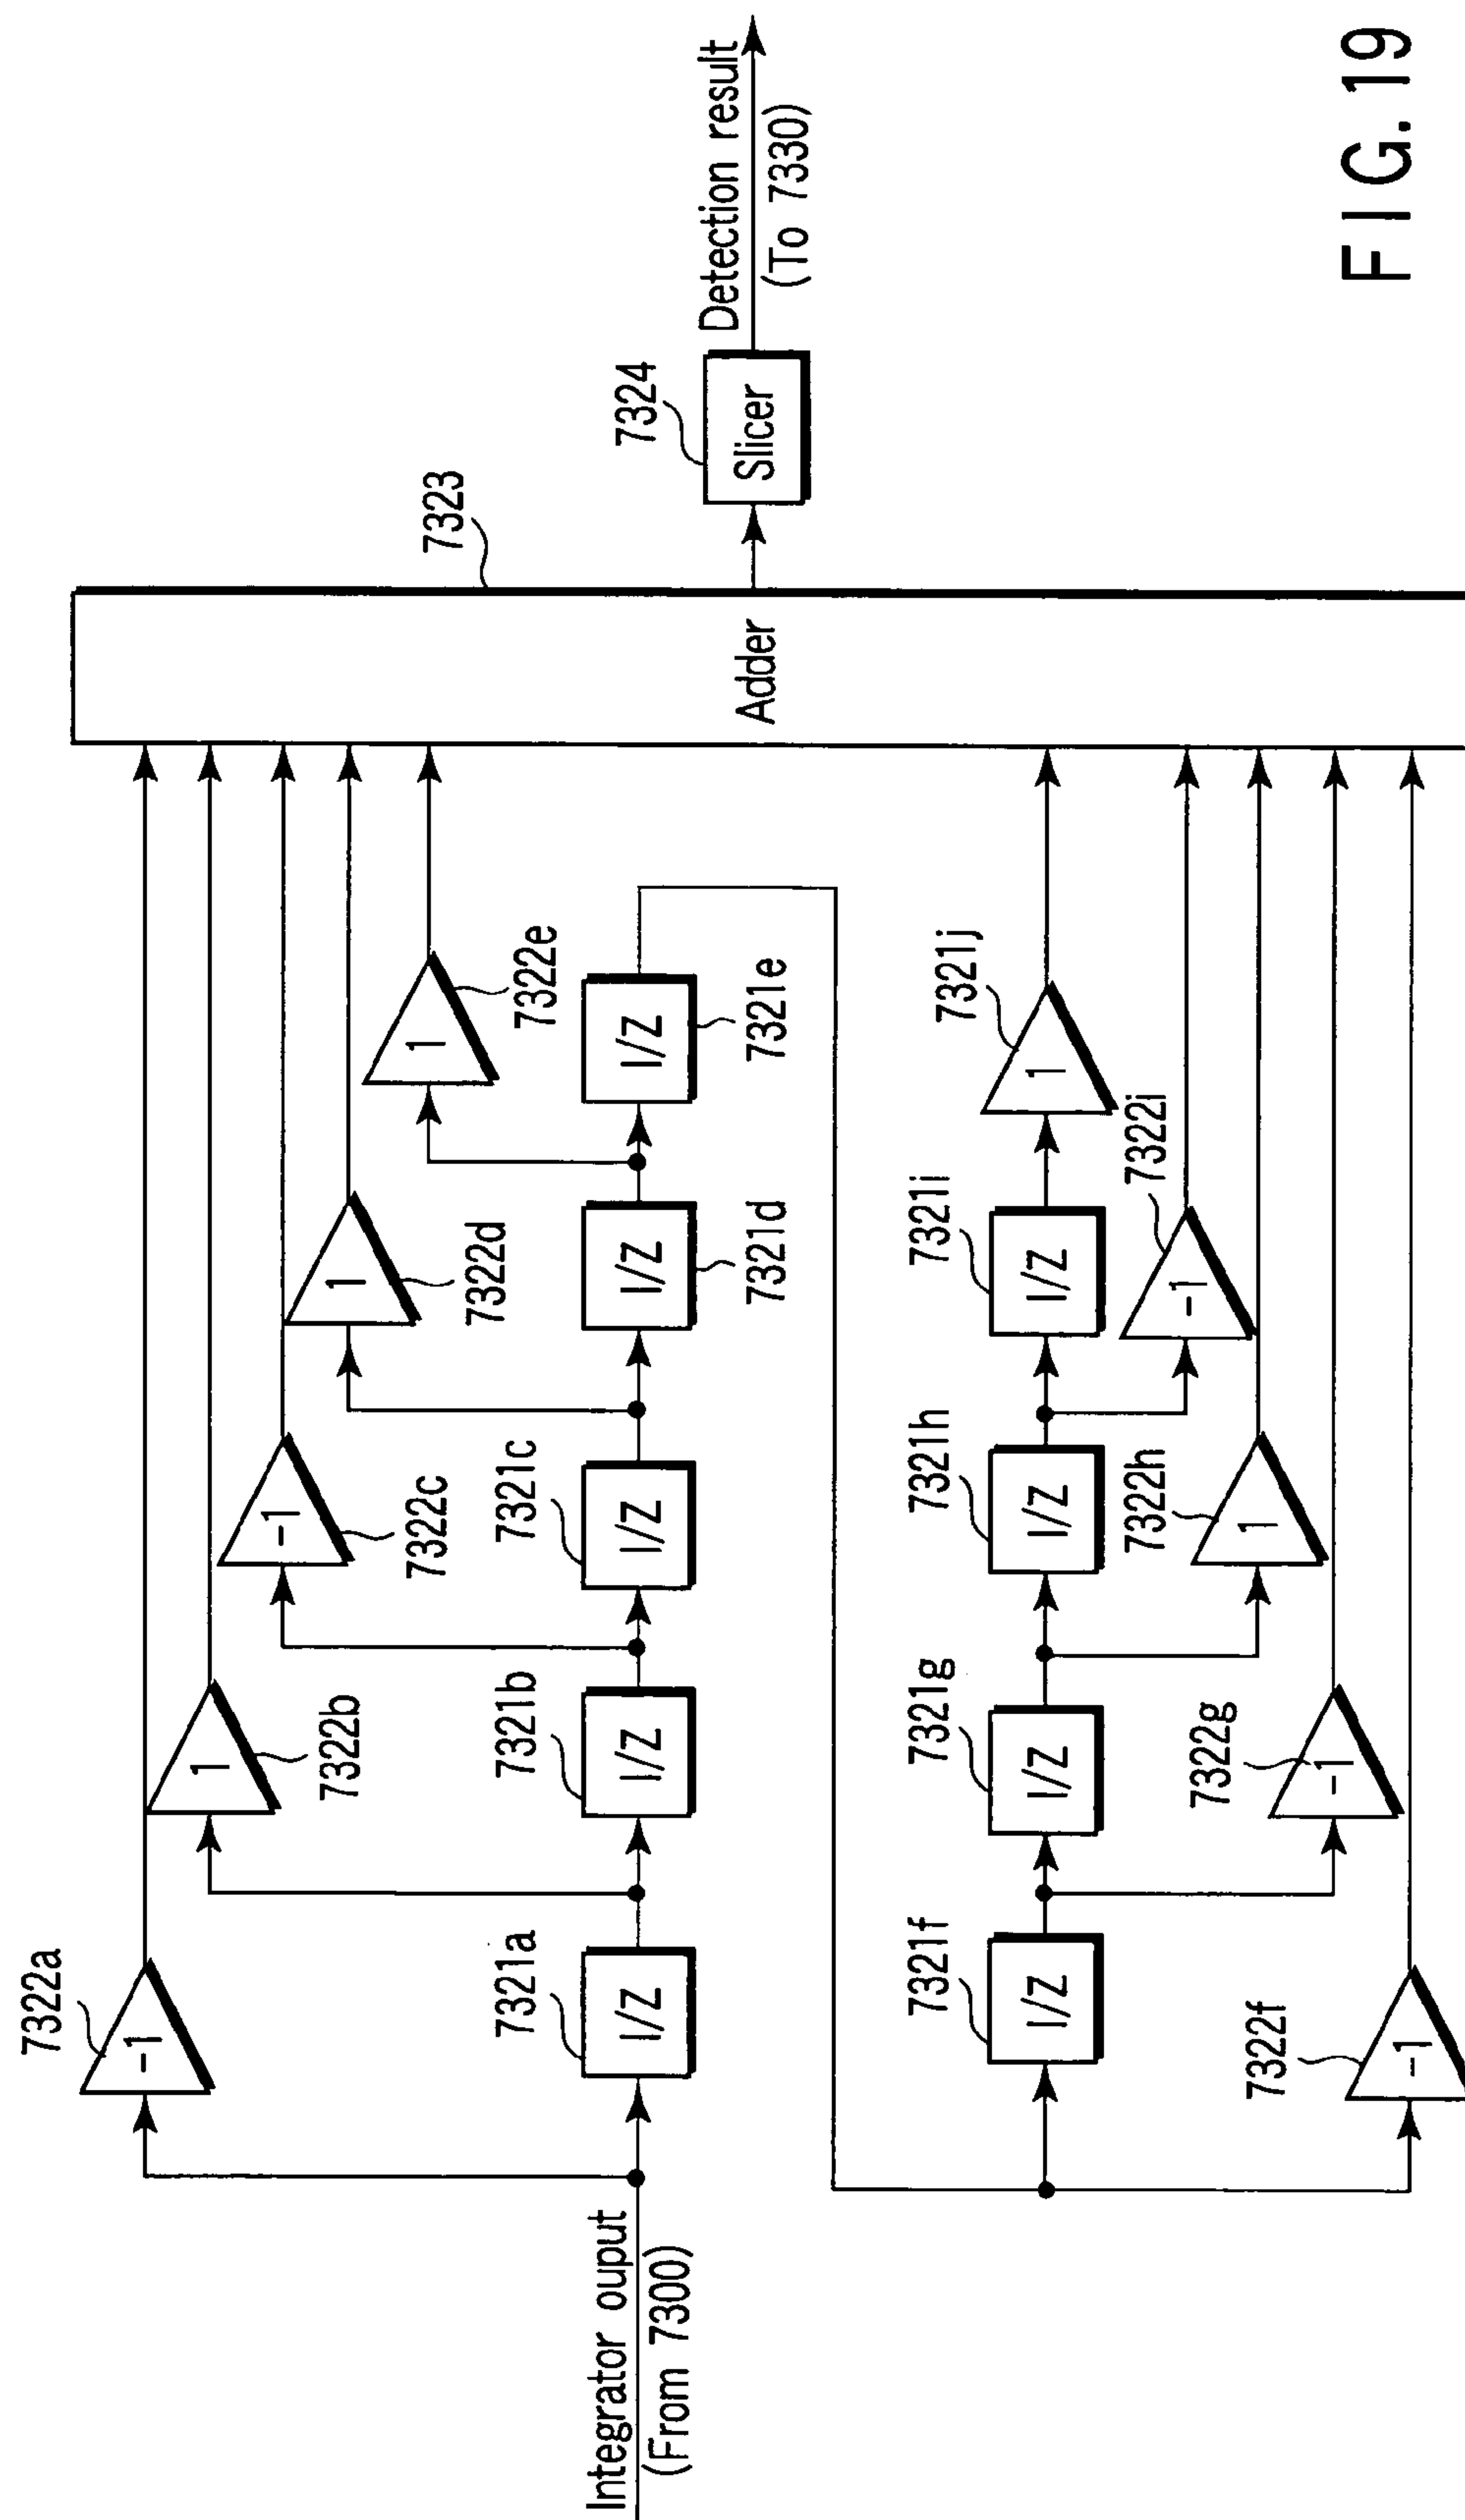 7322a
-1
7322b
1
7322c
-1
7322d
1
7322e
1
Integrator ouput
(From 7300)
7321a
I/Z
7321b
I/Z
7321c
I/Z
7321d
I/Z
7321e
I/Z
7321f
I/Z
7321g
I/Z
7321h
I/Z
7321i
I/Z
7321j
1
7322f
-1
7322g
-1
7322h
1
7322i
-1
Adder
7323
Slicer
7324
Detection result
(To 7330)
FIG. 19